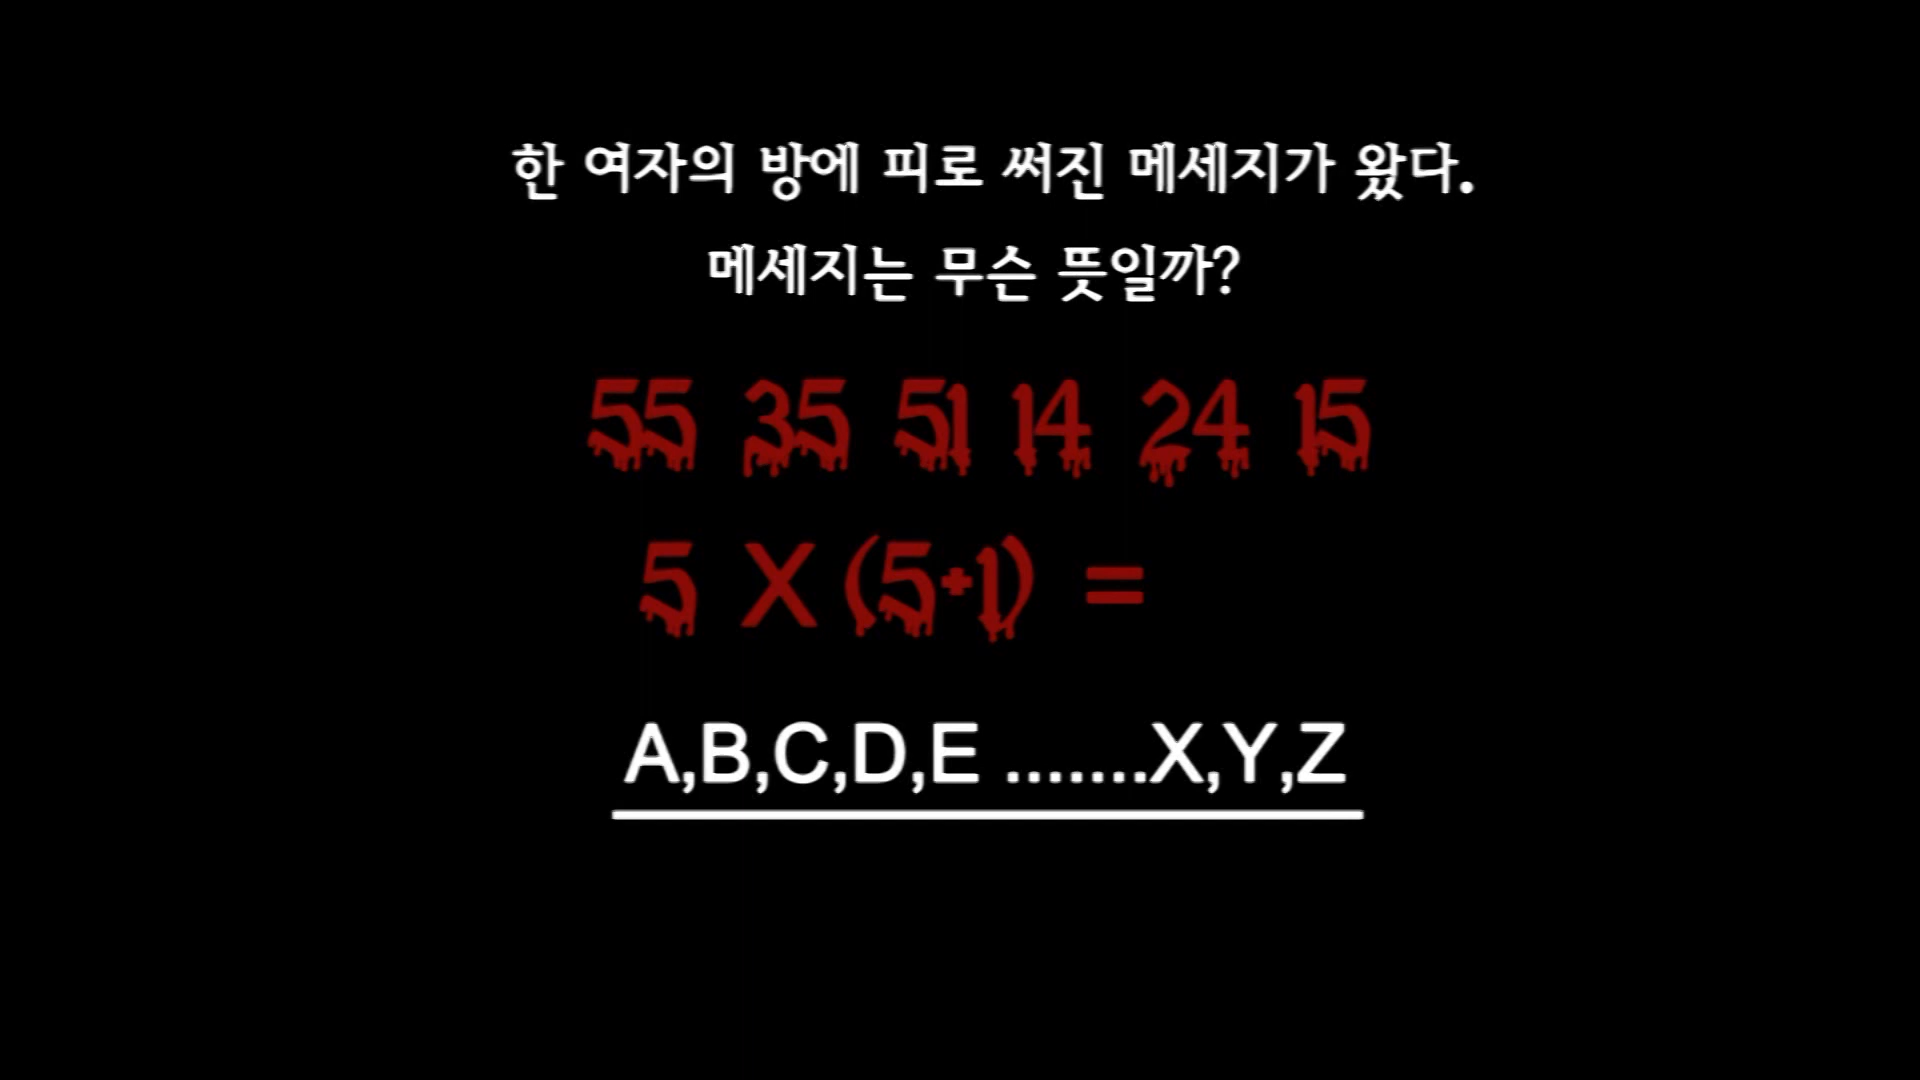 한 여자의 방에 피로 써진 메세지가 왔다.
메세지는 무슨 뜻일까?
55 35 51 14 24 15
5 X (5+1) =
A,B,C,D,E .......X,Y,Z